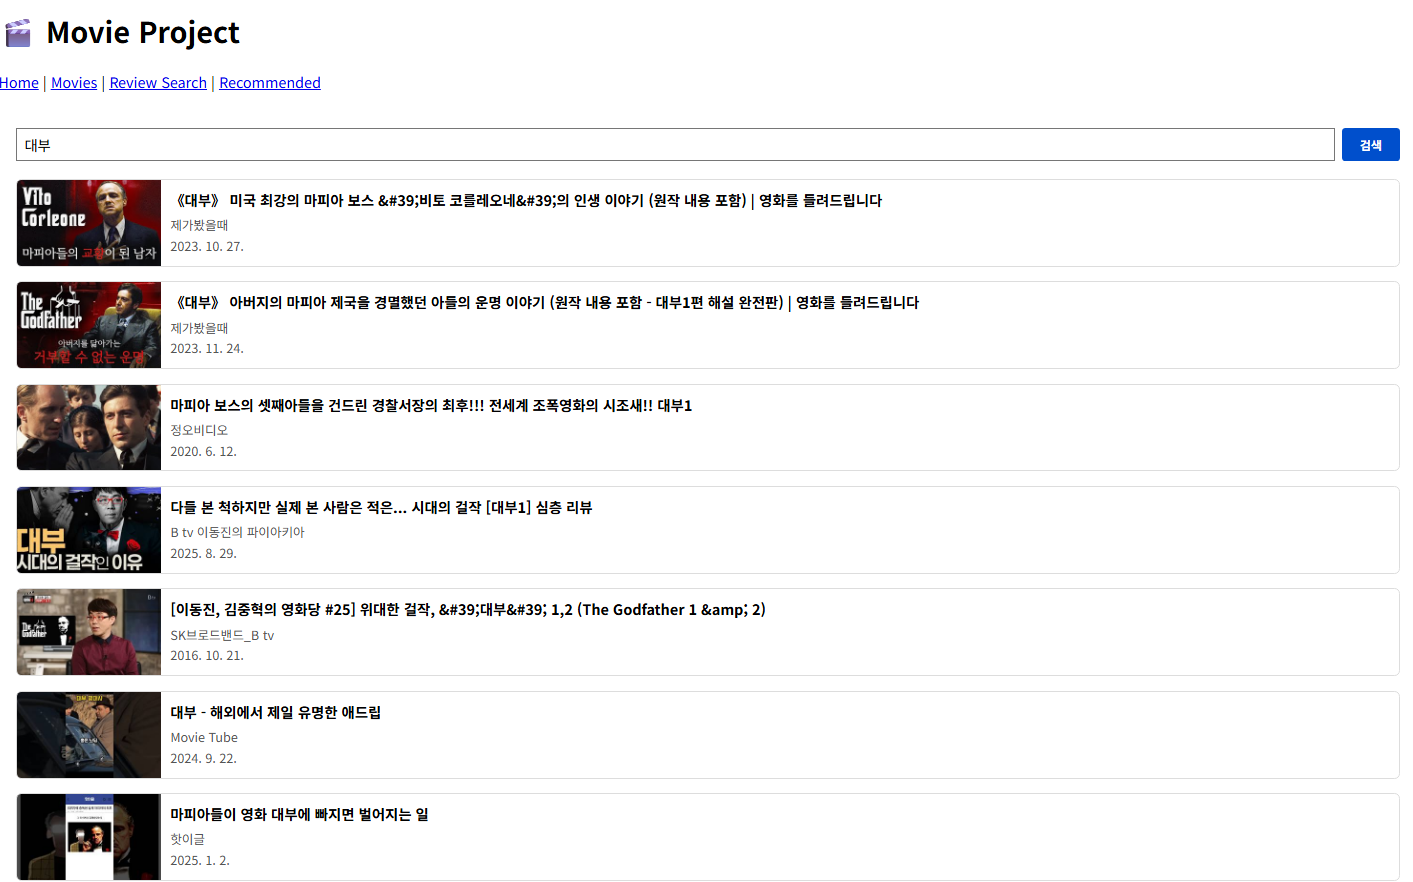 Movie Project
Home | Movies | Review Search | Recommended
대부
검색
Vito
Corleone
마피아들의 교황이 된 남자
《대부》 미국 최강의 마피아 보스 &#39;비토 코를레오네&#39;의 인생 이야기 (원작 내용 포함) | 영화를 들려드립니다
제가봤을때
2023. 10. 27.
The
Godfather
아버지를 닮아가는
거부할 수 없는 운명
《대부》 아버지의 마피아 제국을 경멸했던 아들의 운명 이야기 (원작 내용 포함 - 대부1편 해설 완전판) | 영화를 들려드립니다
제가봤을때
2023. 11. 24.
마피아 보스의 셋째아들을 건드린 경찰서장의 최후!!! 전세계 조폭영화의 시조새!! 대부1
정오비디오
2020. 6. 12.
대부
시대의 걸작인 이유
다들 본 척하지만 실제 본 사람은 적은... 시대의 걸작 [대부1] 심층 리뷰
B tv 이동진의 파이아키아
2025. 8. 29.
The
Godfather
[이동진, 김중혁의 영화당 #25] 위대한 걸작, &#39;대부&#39; 1,2 (The Godfather 1 &amp; 2)
SK브로드밴드_B tv
2016. 10. 21.
대부 - 해외에서 제일 유명한 애드립
Movie Tube
2024. 9. 22.
마피아들이 영화 대부에 빠지면 벌어지는 일
핫이글
2025. 1. 2.